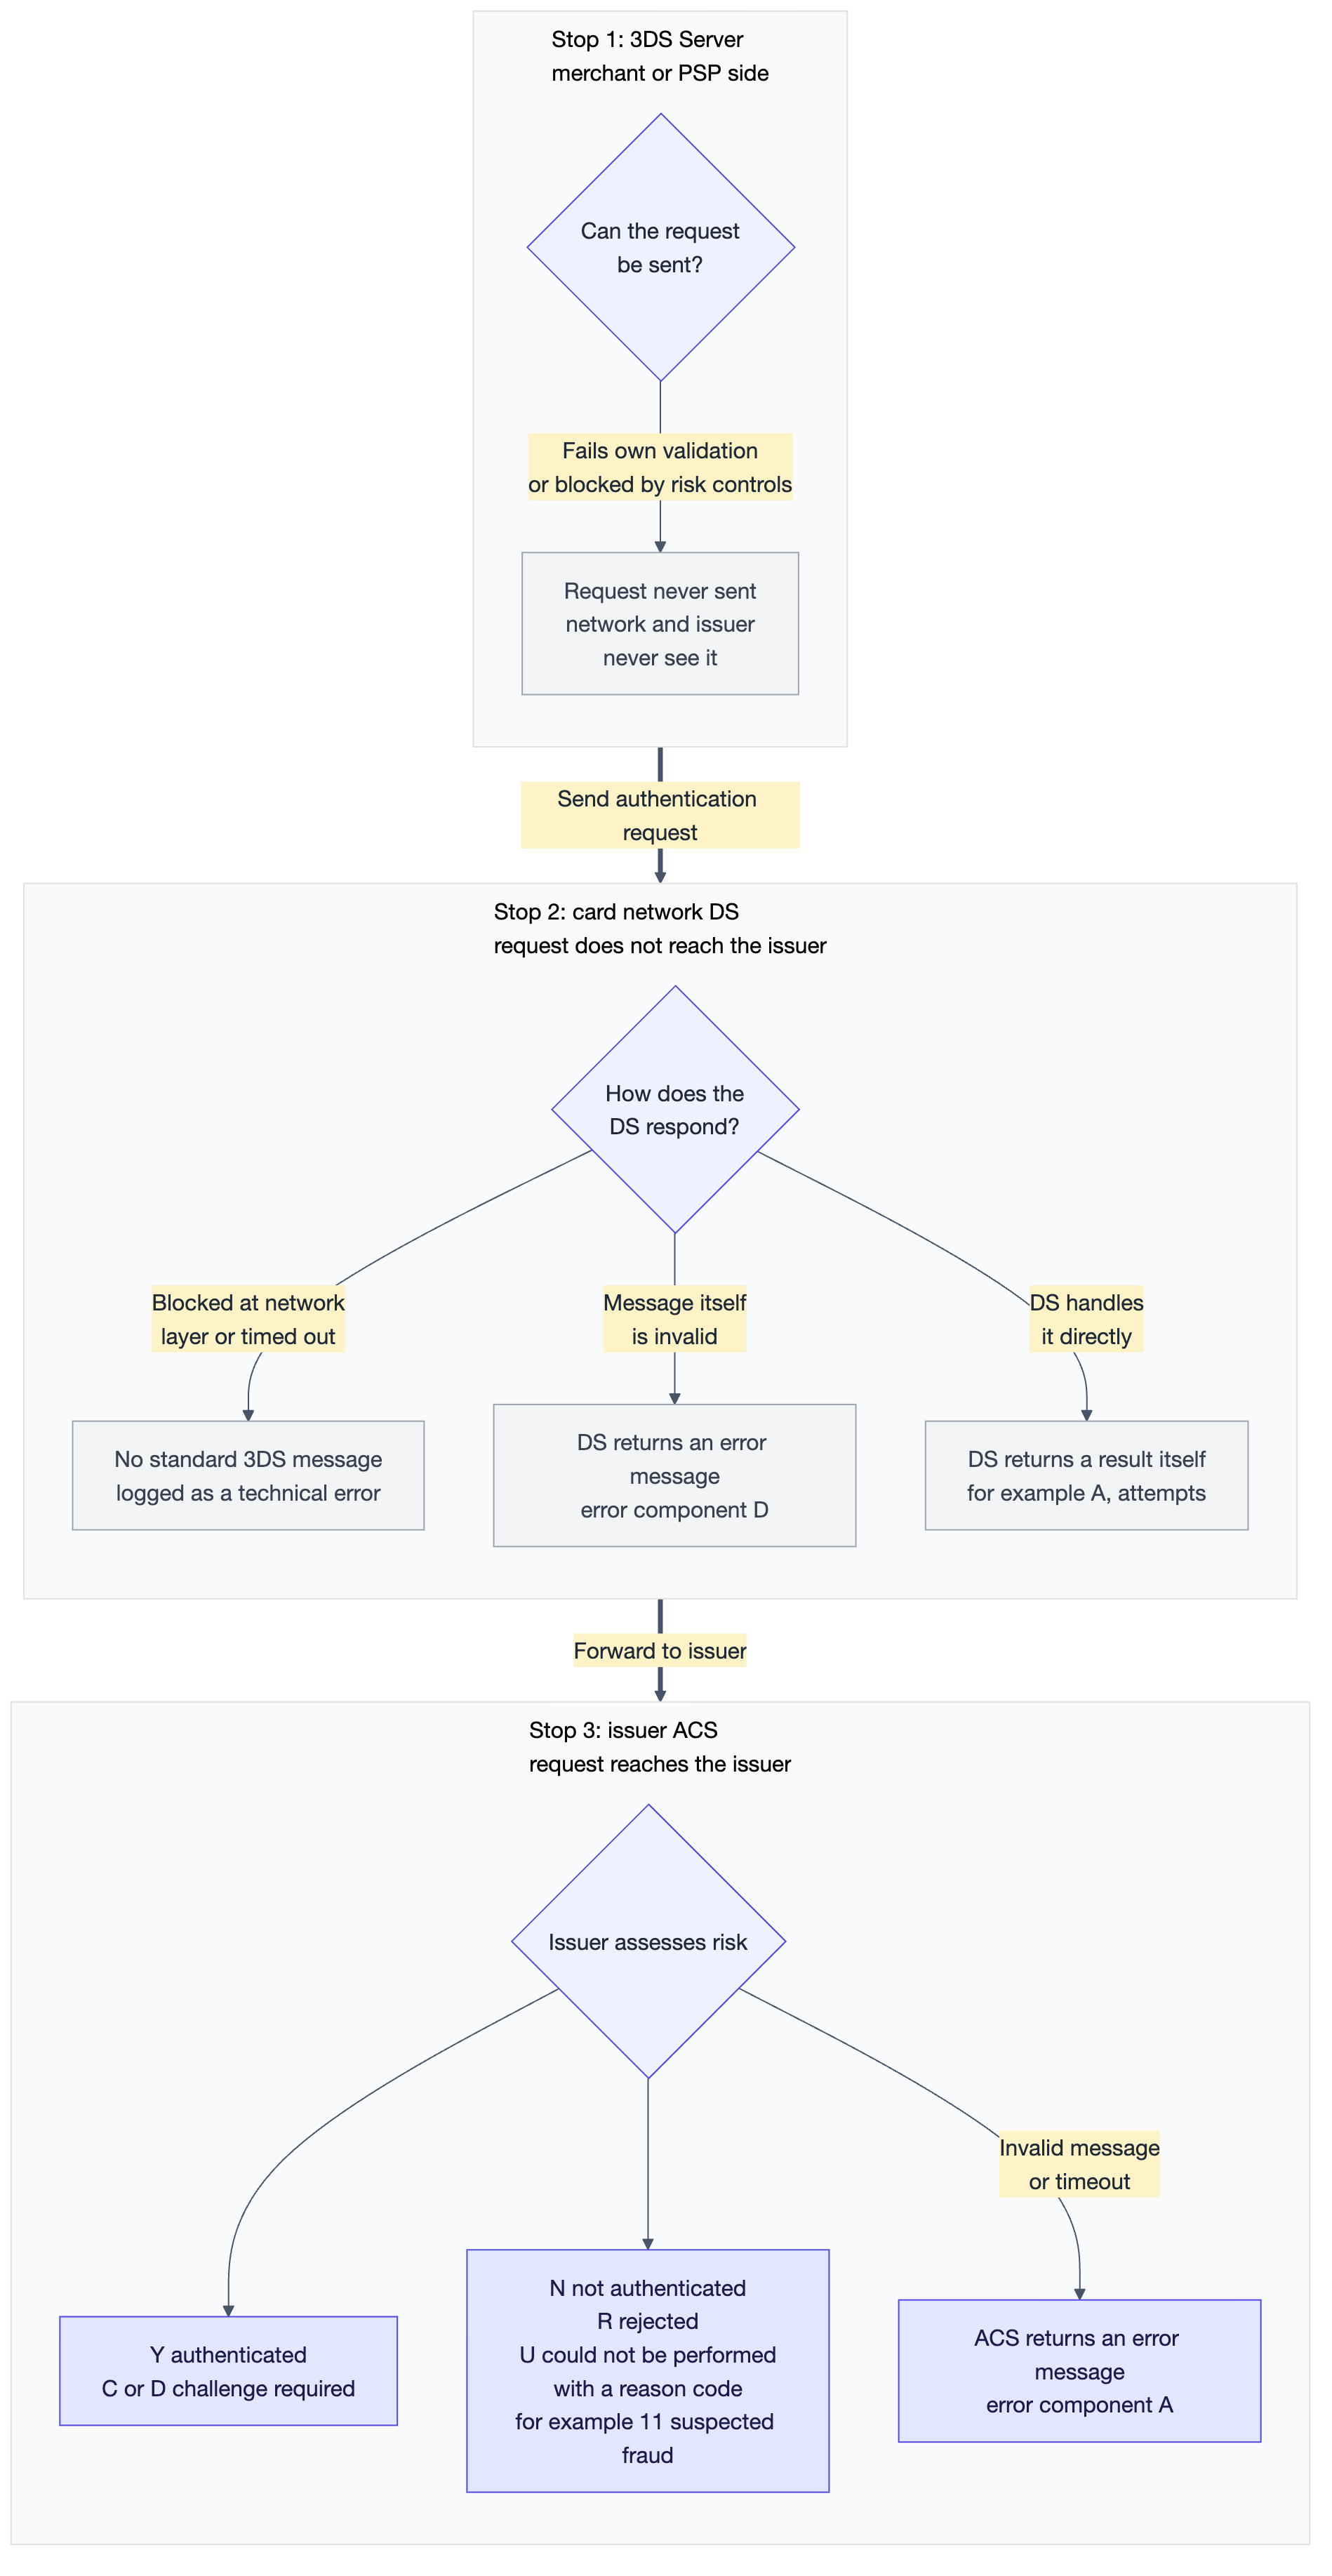 Stop 1: 3DS Server
merchant or PSP side
Can the request
be sent?
Fails own validation
or blocked by risk controls
Request never sent
network and issuer
never see it
Send authentication
request
Stop 2: card network DS
request does not reach the issuer
How does the
DS respond?
Blocked at network
layer or timed out
Message itself
is invalid
DS handles
it directly
No standard 3DS message
logged as a technical error
DS returns an error
message
error component D
DS returns a result itself
for example A, attempts
Forward to issuer
Stop 3: issuer ACS
request reaches the issuer
Issuer assesses risk
Invalid message
or timeout
Y authenticated
C or D challenge required
N not authenticated
R rejected
U could not be performed
with a reason code
for example 11 suspected
fraud
ACS returns an error
message
error component A